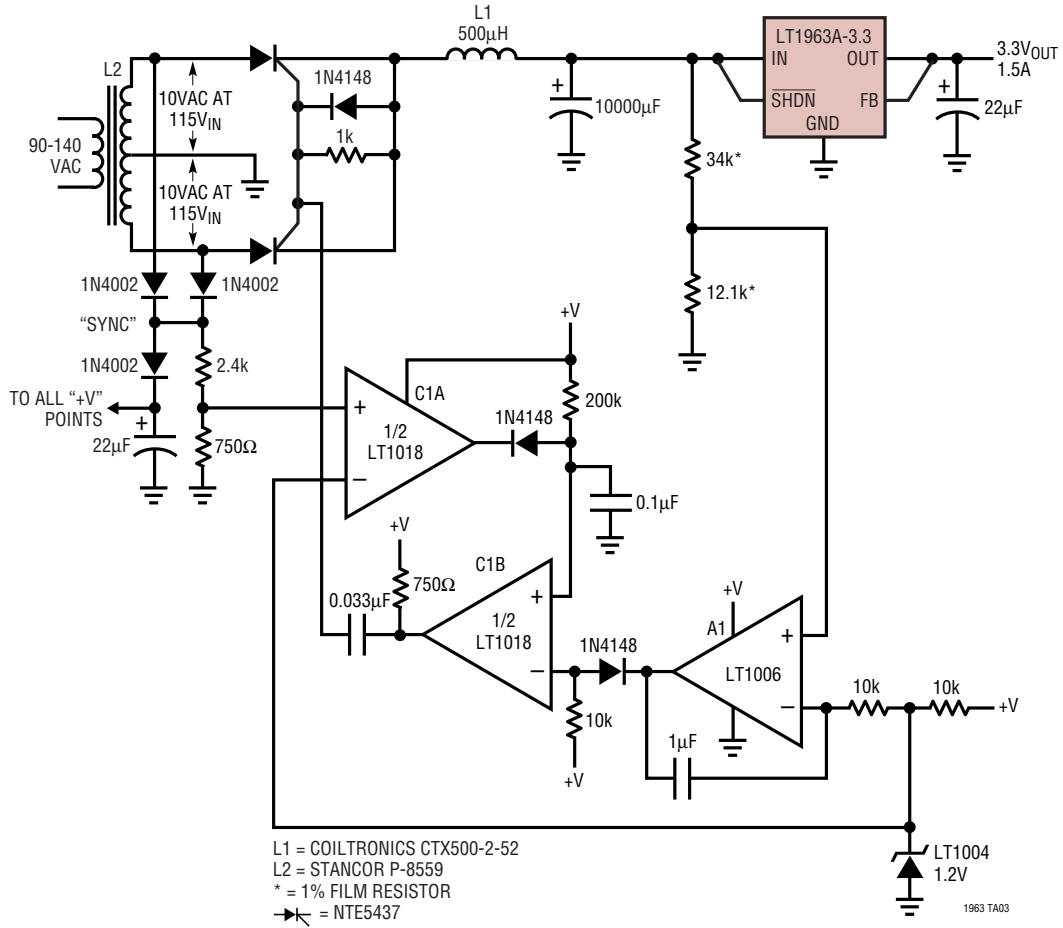 L1
500µH
LT1963A-3.3
IN
OUT
SHDN
FB
GND
3.3VOUT
1.5A
L2
10VAC AT
115VIN
1N4148
1k
+
10000µF
+
22µF
90-140
VAC
10VAC AT
115VIN
34k*
12.1k*
1N4002
1N4002
"SYNC"
1N4002
2.4k
TO ALL "+V"
POINTS
+
22µF
750Ω
+V
C1A
+
1/2
LT1018
–
1N4148
200k
0.1µF
+V
750Ω
0.033µF
C1B
+
1/2
LT1018
–
1N4148
10k
+V
+V
A1
+
LT1006
–
10k
10k
+V
1µF
LT1004
1.2V
L1 = COILTRONICS CTX500-2-52
L2 = STANCOR P-8559
* = 1% FILM RESISTOR
= NTE5437
1963 TA03